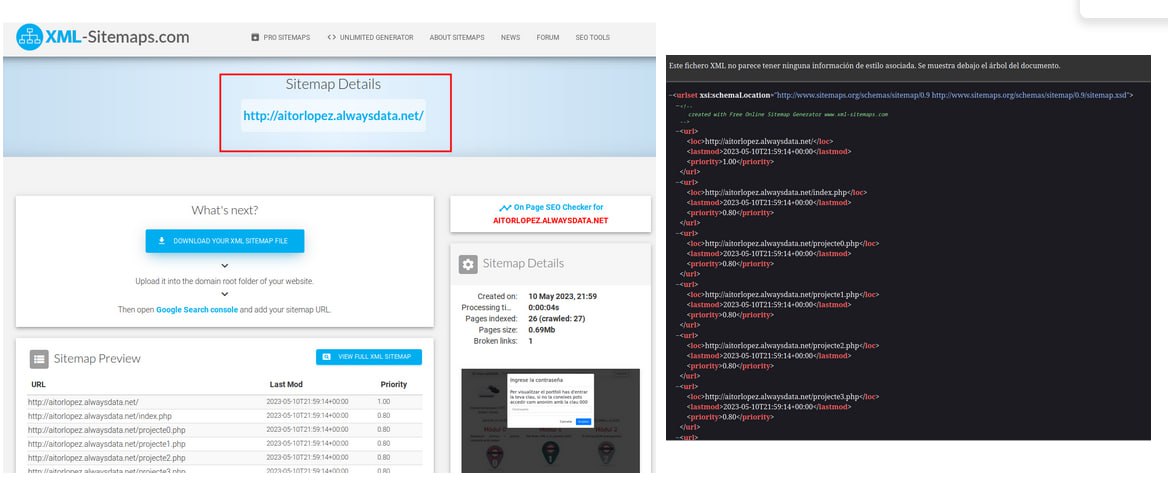 XML-Sitemaps.com
PRO SITEMAPS
<> UNLIMITED GENERATOR
ABOUT SITEMAPS
NEWS
FORUM
SEO TOOLS
Sitemap Details
http://aitorlopez.alwaysdata.net/
What's next?
DOWNLOAD YOUR XML SITEMAP FILE
Upload it into the domain root folder of your website.
Then open Google Search console and add your sitemap URL.
Sitemap Preview
VIEW FULL XML SITEMAP
URL Last Mod Priority
http://aitorlopez.alwaysdata.net/ 2023-05-10T21:59:14+00:00 1.00
http://aitorlopez.alwaysdata.net/index.php 2023-05-10T21:59:14+00:00 0.80
http://aitorlopez.alwaysdata.net/projecte0.php 2023-05-10T21:59:14+00:00 0.80
http://aitorlopez.alwaysdata.net/projecte1.php 2023-05-10T21:59:14+00:00 0.80
http://aitorlopez.alwaysdata.net/projecte2.php 2023-05-10T21:59:14+00:00 0.80
http://aitorlopez.alwaysdata.net/projecte3.php 2023-05-10T21:59:14+00:00 0.80
On Page SEO Checker for
AITORLOPEZ.ALWAYSDATA.NET
Sitemap Details
Created on: 10 May 2023, 21:59
Processing ti... 0:00:04s
Pages indexed: 26 (crawled: 27)
Pages size: 0.69Mb
Broken links: 1
Ingrese la contraseña
Per visualitzar el portfoli has d'entrar
la teva clau, si no la coneixes pots
accedir com anonim amb la clau 000
Modul 2
Este fichero XML no parece tener ninguna información de estilo asociada. Se muestra debajo el árbol del documento.
−<urlset xsi:schemaLocation="http://www.sitemaps.org/schemas/sitemap/0.9 http://www.sitemaps.org/schemas/sitemap/0.9/sitemap.xsd">
−<!--
created with Free Online Sitemap Generator www.xml-sitemaps.com
-->
−<url>
<loc>http://aitorlopez.alwaysdata.net/</loc>
<lastmod>2023-05-10T21:59:14+00:00</lastmod>
<priority>1.00</priority>
</url>
−<url>
<loc>http://aitorlopez.alwaysdata.net/index.php</loc>
<lastmod>2023-05-10T21:59:14+00:00</lastmod>
<priority>0.80</priority>
</url>
−<url>
<loc>http://aitorlopez.alwaysdata.net/projecte0.php</loc>
<lastmod>2023-05-10T21:59:14+00:00</lastmod>
<priority>0.80</priority>
</url>
−<url>
<loc>http://aitorlopez.alwaysdata.net/projecte1.php</loc>
<lastmod>2023-05-10T21:59:14+00:00</lastmod>
<priority>0.80</priority>
</url>
−<url>
<loc>http://aitorlopez.alwaysdata.net/projecte2.php</loc>
<lastmod>2023-05-10T21:59:14+00:00</lastmod>
<priority>0.80</priority>
</url>
−<url>
<loc>http://aitorlopez.alwaysdata.net/projecte3.php</loc>
<lastmod>2023-05-10T21:59:14+00:00</lastmod>
<priority>0.80</priority>
</url>
−<url>